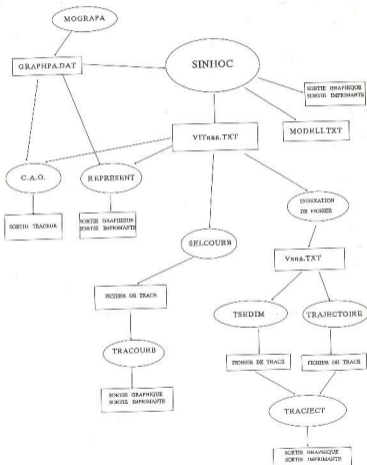 MOGRAPA
GRAPHPA.DAT
SINHOC
SORTIE GRAPHIQUE
SORTIE IMPRIMANTE
MODELI.TXT
VITnnn.TXT
C.A.O.
REPRESENT
INDEXATION
DE FICHIER
SORTIE TRACEUR
SORTIE GRAPHIQUE
SORTIE IMPRIMANTE
SELCOURB
Vnnn.TXT
FICHIER DE TRACE
TSEDIM
TRAJECTOIRE
TRACOURB
FICHIER DE TRACE
FICHIER DE TRACE
SORTIE GRAPHIQUE
SORTIE IMPRIMANTE
TRACJECT
SORTIE GRAPHIQUE
SORTIE IMPRIMANTE